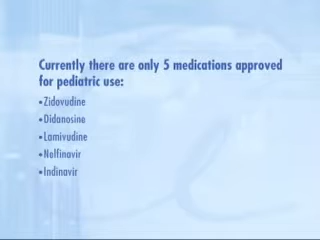 Currently there are only 5 medications approved
for pediatric use:
▪Zidovudine
▪Didanosine
▪Lamivudine
▪Nelfinavir
▪Indinavir